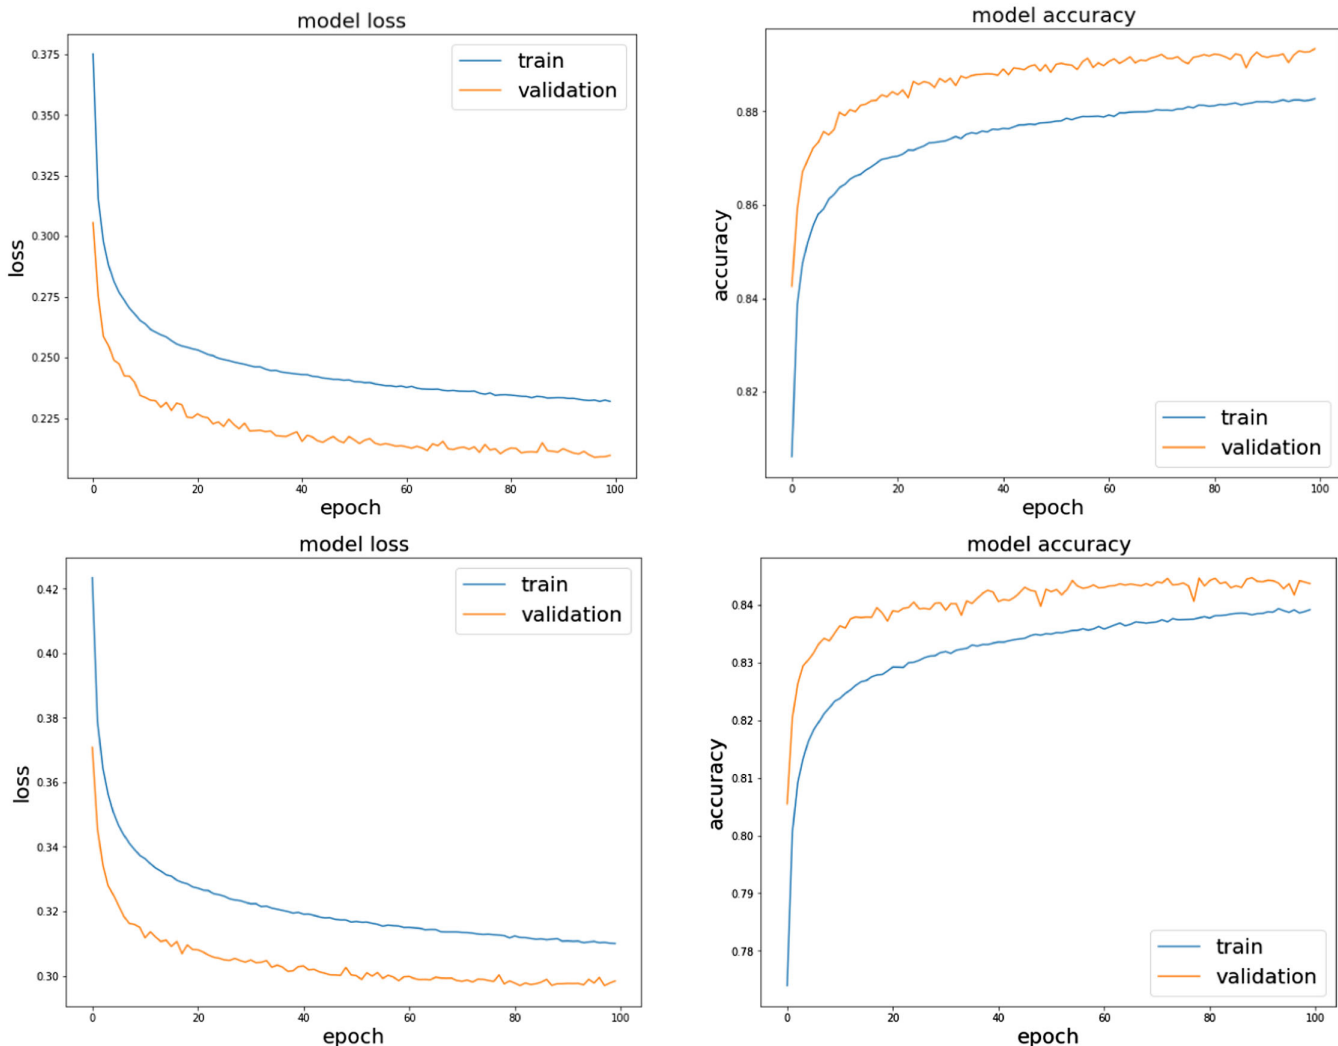 model loss
0.375
0.350
0.325
0.300
0.275
0.250
0.225
loss
train
validation
0 20 40 60 80 100
epoch
model accuracy
0.88
0.86
0.84
0.82
accuracy
train
validation
0 20 40 60 80 100
epoch
model loss
0.42
0.40
0.38
0.36
0.34
0.32
0.30
loss
train
validation
0 20 40 60 80 100
epoch
model accuracy
0.84
0.83
0.82
0.81
0.80
0.79
0.78
accuracy
train
validation
0 20 40 60 80 100
epoch